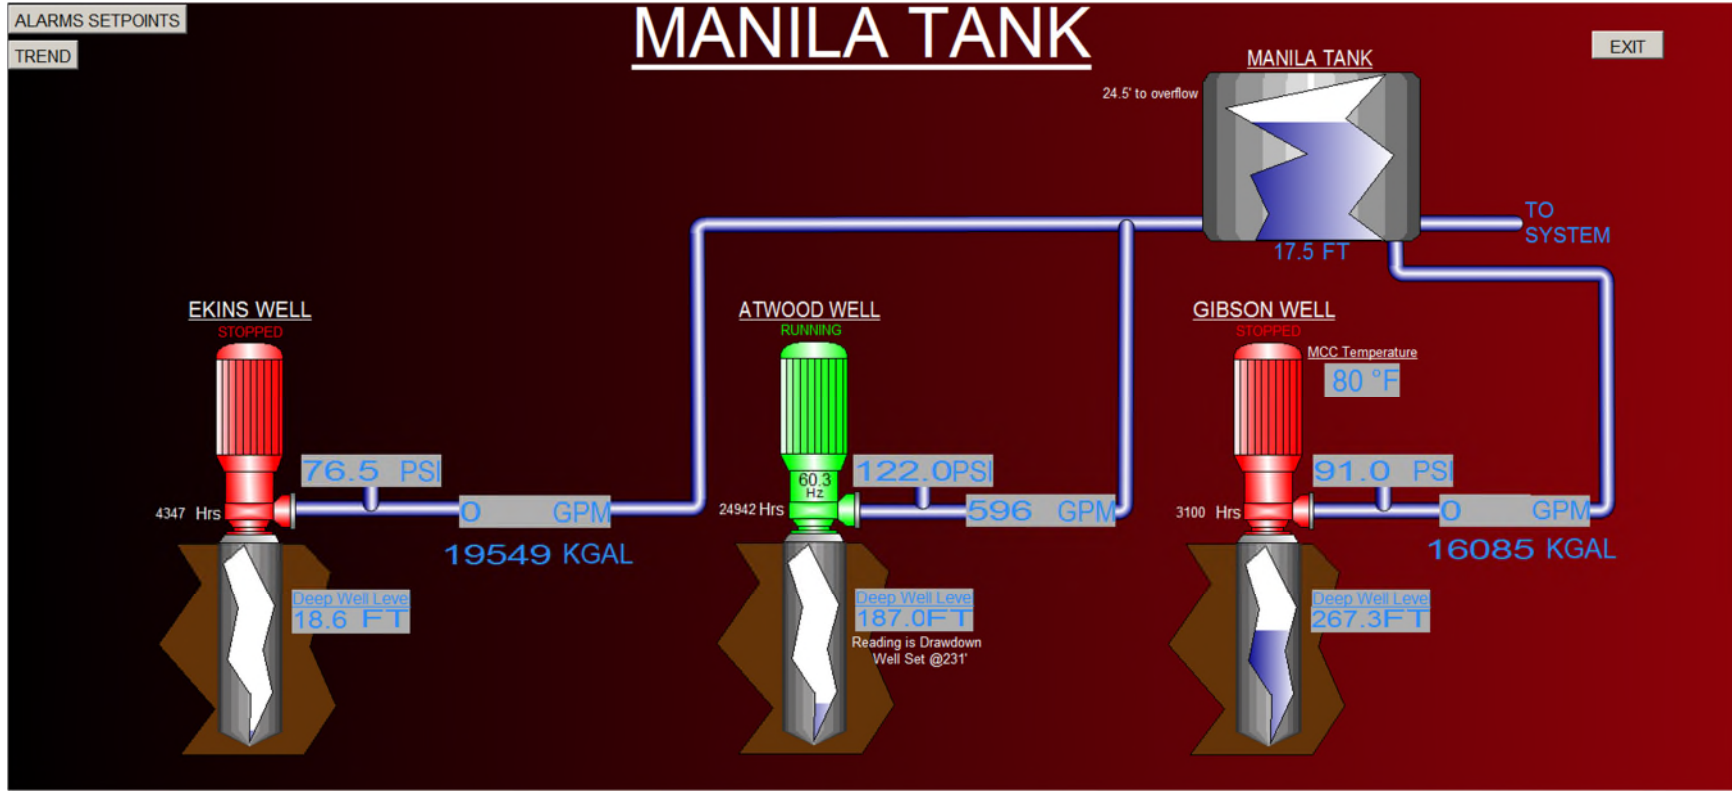 ALARMS SETPOINTS
TREND
MANILA TANK
EXIT
MANILA TANK
24.5' to overflow
TO
SYSTEM
17.5 FT
EKINS WELL
STOPPED
76.5 PSI
4347 Hrs
0 GPM
19549 KGAL
Deep Well Level
18.6 FT
ATWOOD WELL
RUNNING
60.3
Hz
122.0PSI
24942 Hrs
596 GPM
Deep Well Level
187.0FT
Reading is Drawdown
Well Set @231'
GIBSON WELL
STOPPED
MCC Temperature
80 °F
91.0 PSI
3100 Hrs
0 GPM
16085 KGAL
Deep Well Level
267.3FT